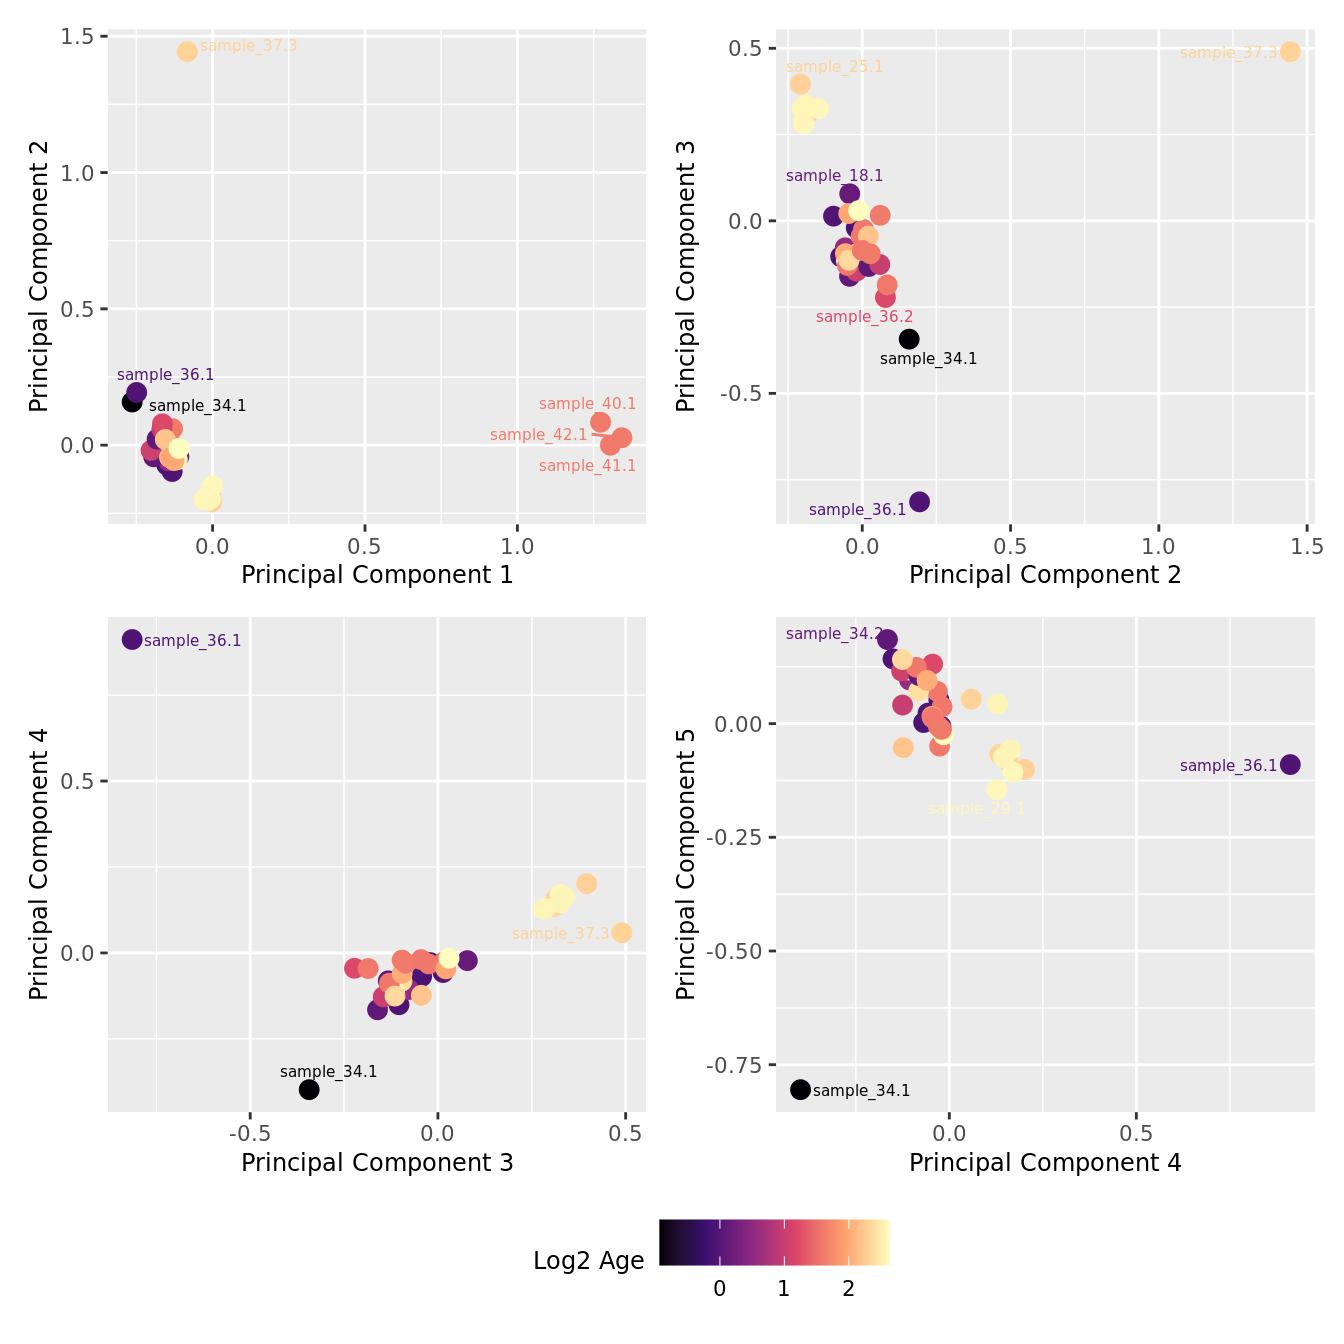 Principal Component 2
1.5
1.0
0.5
0.0
sample_37.3
sample_36.1
sample_34.1
sample_40.1
sample_42.1
sample_41.1
0.0 0.5 1.0
Principal Component 1
Principal Component 3
0.5
0.0
-0.5
sample_37.3
sample_25.1
sample_18.1
sample_36.2
sample_34.1
sample_36.1
0.0 0.5 1.0 1.5
Principal Component 2
Principal Component 4
0.5
0.0
sample_36.1
sample_37.3
sample_34.1
-0.5 0.0 0.5
Principal Component 3
Principal Component 5
0.00
-0.25
-0.50
-0.75
sample_34.2
sample_36.1
sample_29.1
sample_34.1
0.0 0.5
Principal Component 4
Log2 Age
0 1 2